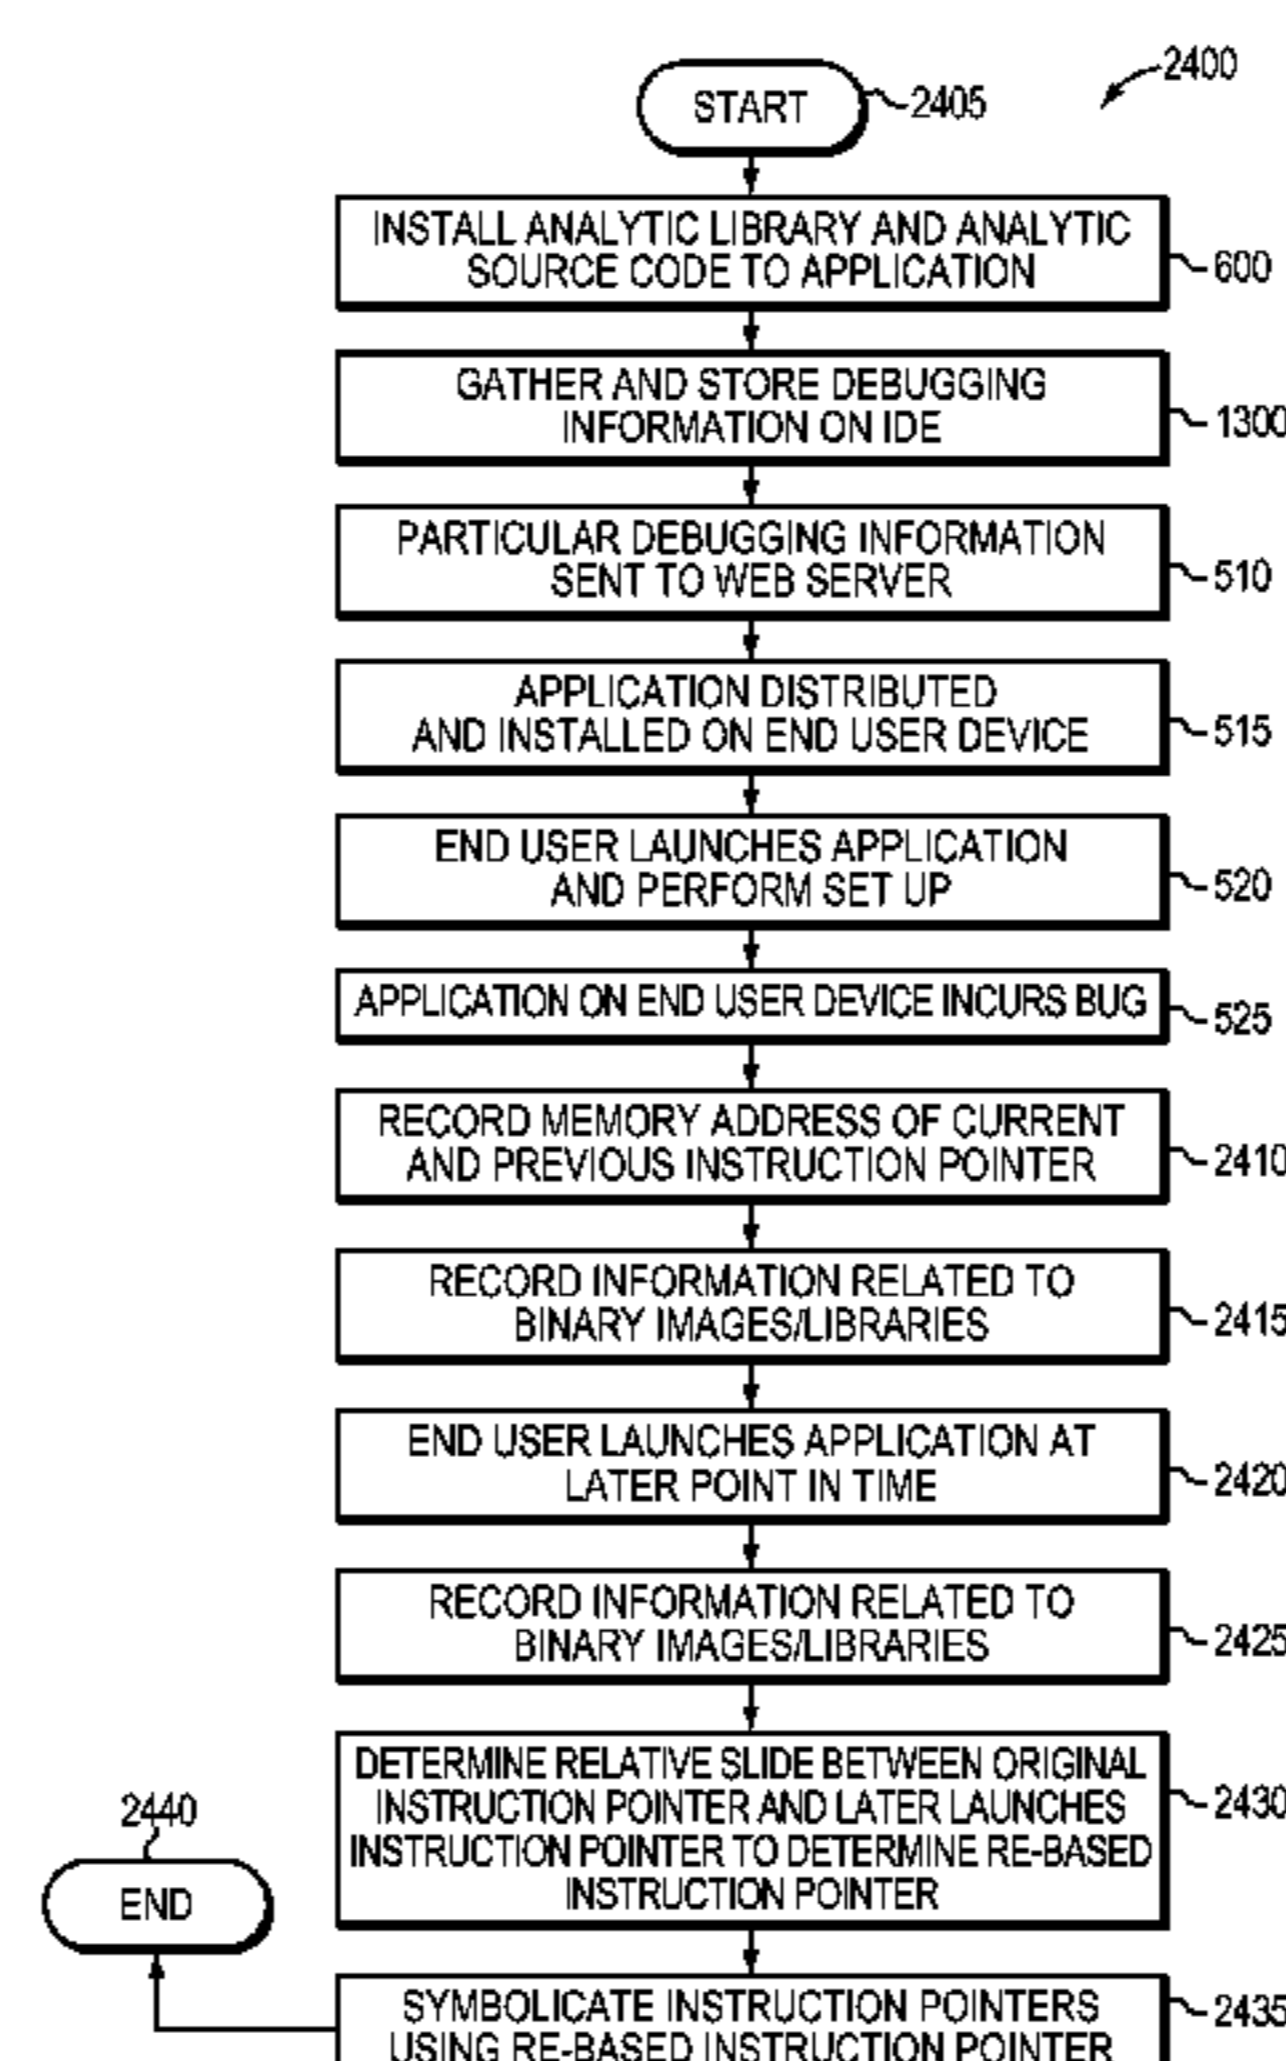 2400
START
2405
INSTALL ANALYTIC LIBRARY AND ANALYTIC
SOURCE CODE TO APPLICATION
600
GATHER AND STORE DEBUGGING
INFORMATION ON IDE
1300
PARTICULAR DEBUGGING INFORMATION
SENT TO WEB SERVER
510
APPLICATION DISTRIBUTED
AND INSTALLED ON END USER DEVICE
515
END USER LAUNCHES APPLICATION
AND PERFORM SET UP
520
APPLICATION ON END USER DEVICE INCURS BUG
525
RECORD MEMORY ADDRESS OF CURRENT
AND PREVIOUS INSTRUCTION POINTER
2410
RECORD INFORMATION RELATED TO
BINARY IMAGES/LIBRARIES
2415
END USER LAUNCHES APPLICATION AT
LATER POINT IN TIME
2420
RECORD INFORMATION RELATED TO
BINARY IMAGES/LIBRARIES
2425
DETERMINE RELATIVE SLIDE BETWEEN ORIGINAL
INSTRUCTION POINTER AND LATER LAUNCHES
INSTRUCTION POINTER TO DETERMINE RE-BASED
INSTRUCTION POINTER
2430
SYMBOLICATE INSTRUCTION POINTERS
USING RE-BASED INSTRUCTION POINTER
2435
2440
END